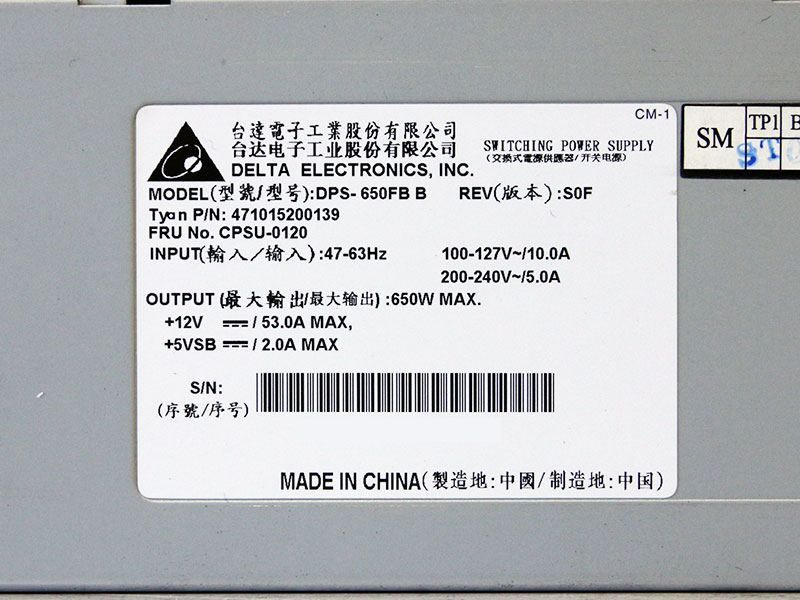 CM-1
台達電子工業股份有限公司
台达电子工业股份有限公司
DELTA ELECTRONICS, INC.
SWITCHING POWER SUPPLY
(交換式電源供應器/开关电源)
MODEL(型號/型号):DPS-650FB B REV(版本):S0F
Tyan P/N: 471015200139
FRU No. CPSU-0120
INPUT(輸入/输入):47-63Hz 100-127V~/10.0A
200-240V~/5.0A
OUTPUT (最大輸出/最大输出) :650W MAX.
+12V ⎓ / 53.0A MAX,
+5VSB ⎓ / 2.0A MAX
S/N:
(序號/序号)
MADE IN CHINA(製造地:中國/制造地:中国)
SM TP1